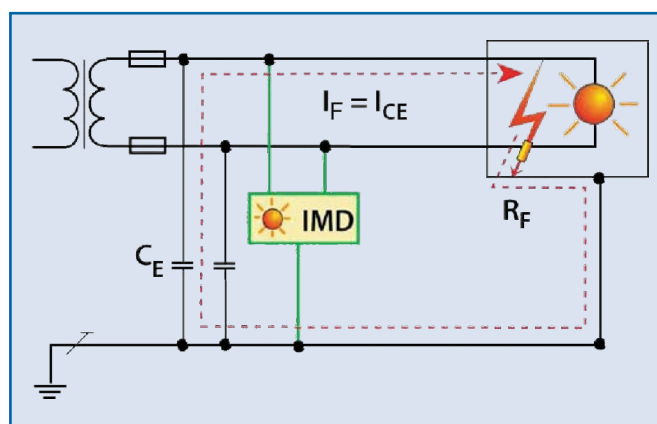 I_F = I_CE
IMD
R_F
C_E